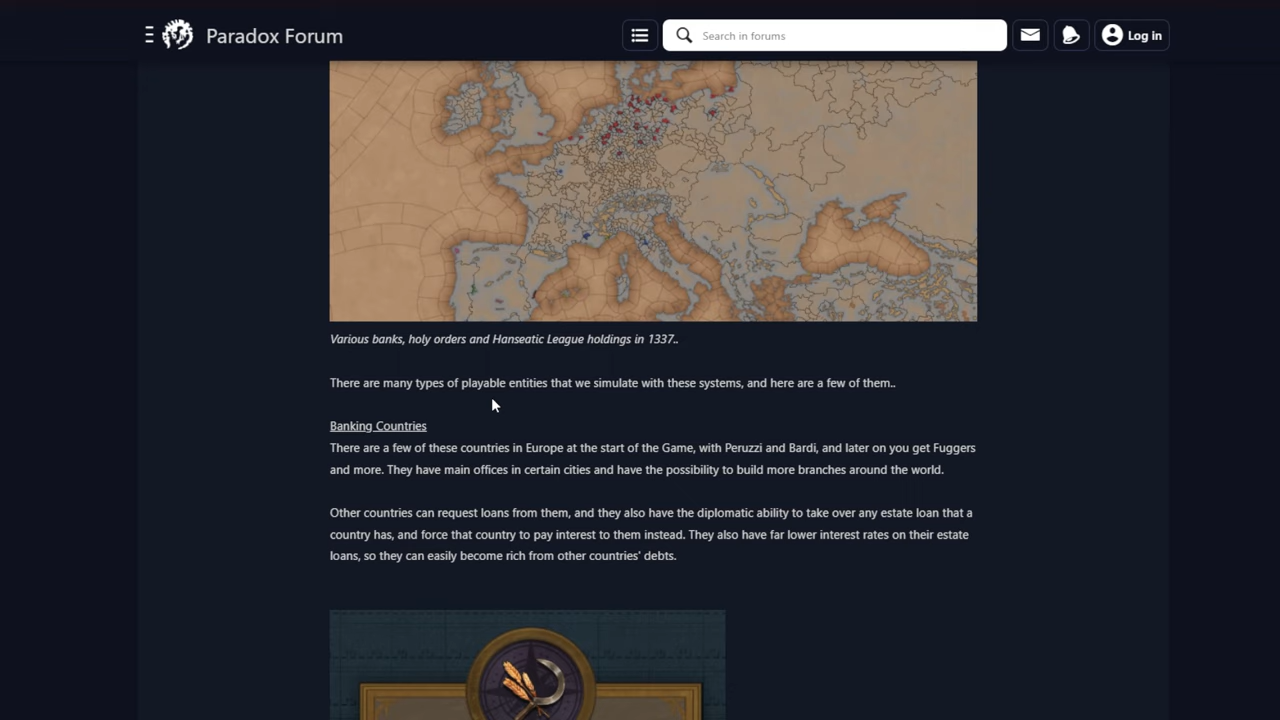 Paradox Forum
Search in forums
Log in
Various banks, holy orders and Hanseatic League holdings in 1337..
There are many types of playable entities that we simulate with these systems, and here are a few of them..
Banking Countries
There are a few of these countries in Europe at the start of the Game, with Peruzzi and Bardi, and later on you get Fuggers
and more. They have main offices in certain cities and have the possibility to build more branches around the world.
Other countries can request loans from them, and they also have the diplomatic ability to take over any estate loan that a
country has, and force that country to pay interest to them instead. They also have far lower interest rates on their estate
loans, so they can easily become rich from other countries' debts.